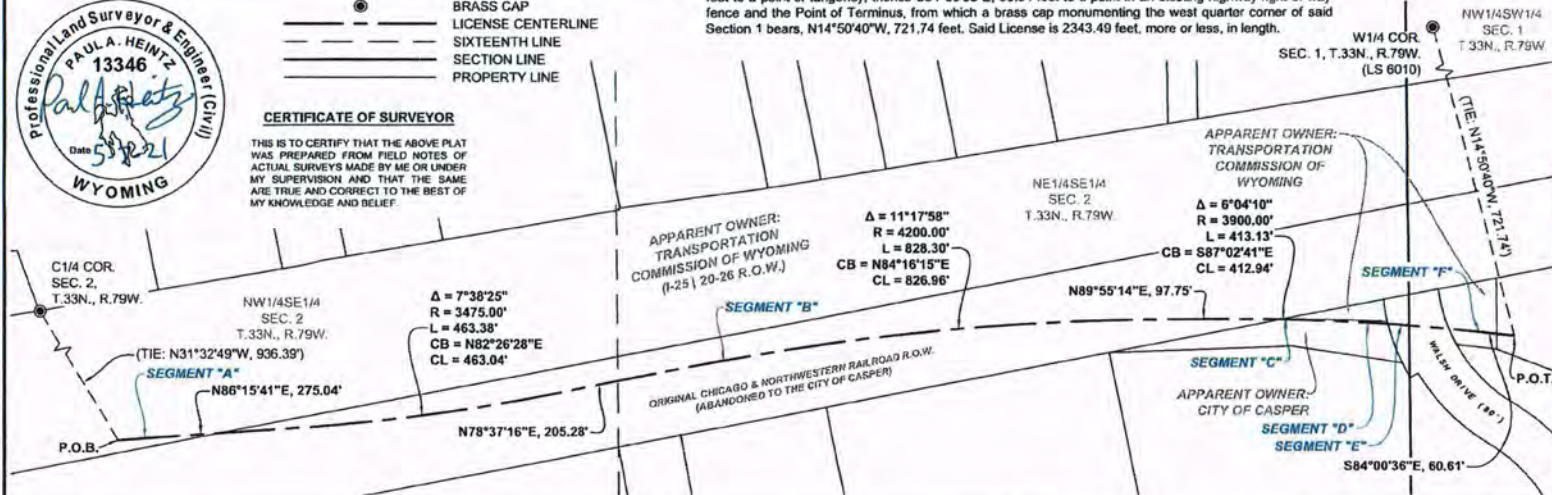 Professional Land Surveyor & Engineer (Civil)
PAUL A. HEINTZ
13346
Paul A. Heintz
Date
WYOMING
BRASS CAP
LICENSE CENTERLINE
SIXTEENTH LINE
SECTION LINE
PROPERTY LINE
CERTIFICATE OF SURVEYOR
THIS IS TO CERTIFY THAT THE ABOVE PLAT
WAS PREPARED FROM FIELD NOTES OF
ACTUAL SURVEYS MADE BY ME OR UNDER
MY SUPERVISION AND THAT THE SAME
ARE TRUE AND CORRECT TO THE BEST OF
MY KNOWLEDGE AND BELIEF.
fence and the Point of Terminus, from which a brass cap monumenting the west quarter corner of said
Section 1 bears, N14°50'40"W, 721.74 feet. Said License is 2343.49 feet, more or less, in length.
W1/4 COR.
SEC. 1, T.33N., R.79W.
(LS 6010)
NW1/4SW1/4
SEC. 1
T.33N., R.79W.
(TIE: N14°50'40"W, 721.74')
C1/4 COR.
SEC. 2,
T.33N., R.79W.
NW1/4SE1/4
SEC. 2
T.33N., R.79W.
(TIE: N31°32'49"W, 936.39')
SEGMENT "A"
N86°15'41"E, 275.04'
P.O.B.
Δ = 7°38'25"
R = 3475.00'
L = 463.38'
CB = N82°26'28"E
CL = 463.04'
N78°37'16"E, 205.28'
APPARENT OWNER:
TRANSPORTATION
COMMISSION OF WYOMING
(I-25 | 20-26 R.O.W.)
SEGMENT "B"
ORIGINAL CHICAGO & NORTHWESTERN RAILROAD R.O.W.
(ABANDONED TO THE CITY OF CASPER)
Δ = 11°17'58"
R = 4200.00'
L = 828.30'
CB = N84°16'15"E
CL = 826.96'
NE1/4SE1/4
SEC. 2
T.33N., R.79W.
N89°55'14"E, 97.75'
APPARENT OWNER:
TRANSPORTATION
COMMISSION OF
WYOMING
Δ = 6°04'10"
R = 3900.00'
L = 413.13'
CB = S87°02'41"E
CL = 412.94'
SEGMENT "F"
SEGMENT "C"
APPARENT OWNER:
CITY OF CASPER
SEGMENT "D"
SEGMENT "E"
WALSH DRIVE (80')
P.O.T.
S84°00'36"E, 60.61'